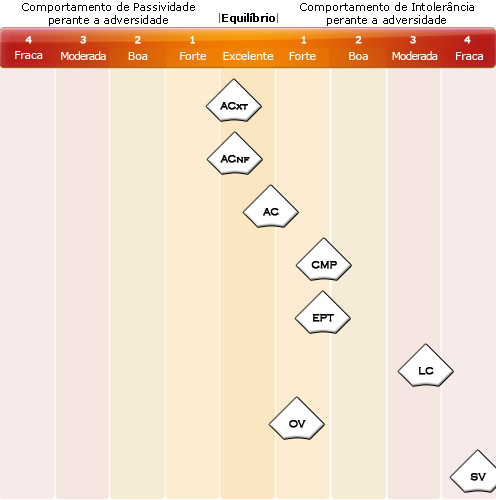 Comportamento de Passividade
perante a adversidade
|Equilíbrio|
Comportamento de Intolerância
perante a adversidade
4 3 2 1 1 2 3 4
Fraca Moderada Boa Forte Excelente Forte Boa Moderada Fraca
ACXT
ACNF
AC
CMP
EPT
LC
OV
SV